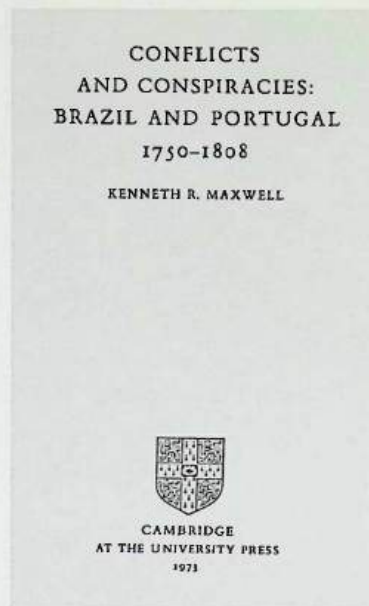 CONFLICTS
AND CONSPIRACIES:
BRAZIL AND PORTUGAL
1750–1808
KENNETH R. MAXWELL
CAMBRIDGE
AT THE UNIVERSITY PRESS
1973